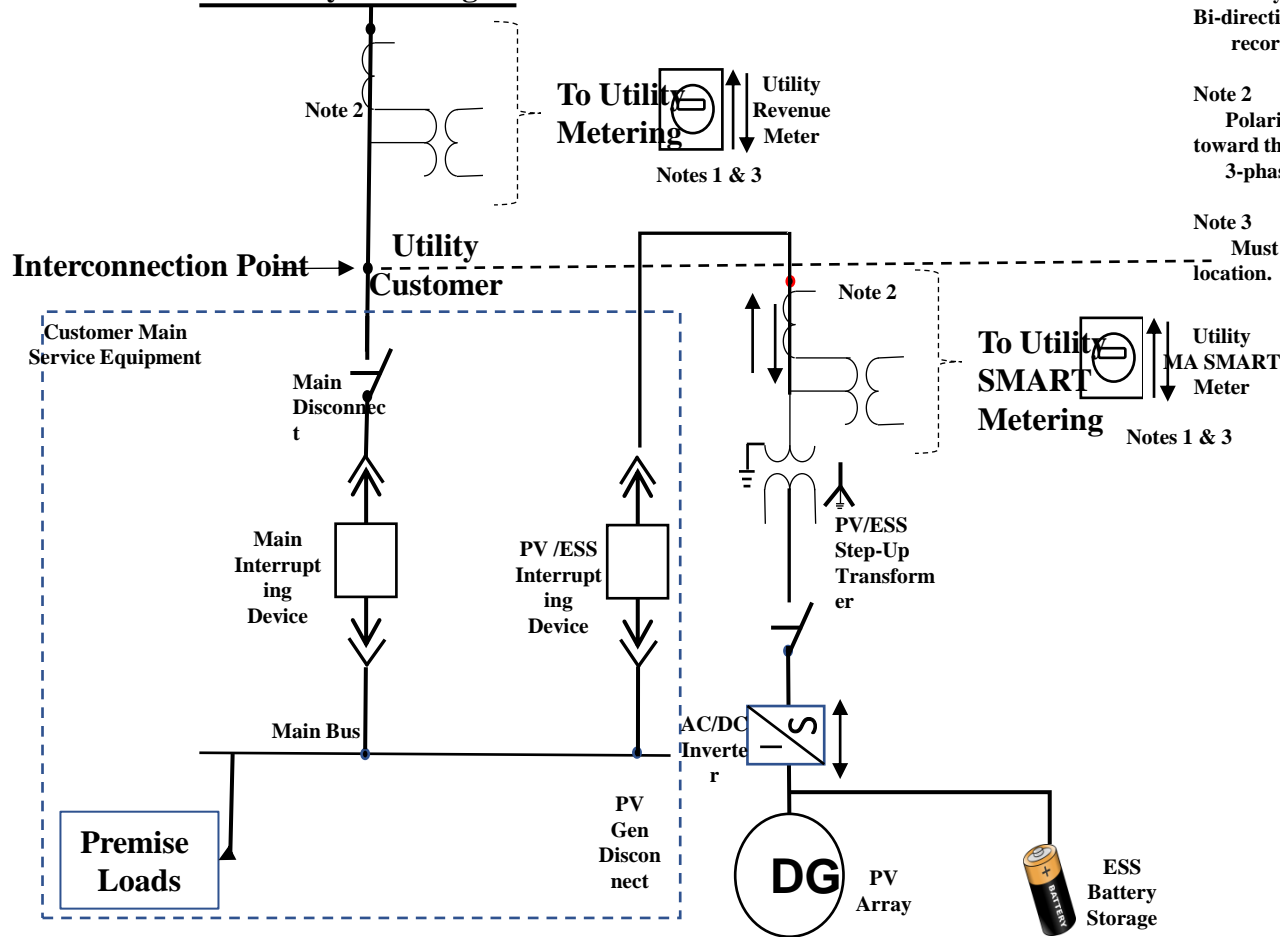 Note 2
To Utility
Metering
Utility
Revenue
Meter
Notes 1 & 3
Bi-directi
recor
Note 2
Polari
toward th
3-phas
Note 3
Must
location.
Interconnection Point
Utility
Customer
Customer Main
Service Equipment
Main
Disconnec
t
Note 2
To Utility
SMART
Metering
Utility
MA SMART
Meter
Notes 1 & 3
Main
Interrupt
ing
Device
PV /ESS
Interrupt
ing
Device
PV/ESS
Step-Up
Transform
er
Main Bus
AC/DC
Inverte
r
I
S
Premise
Loads
PV
Gen
Discon
nect
DG
PV
Array
+
BATTERY
ESS
Battery
Storage